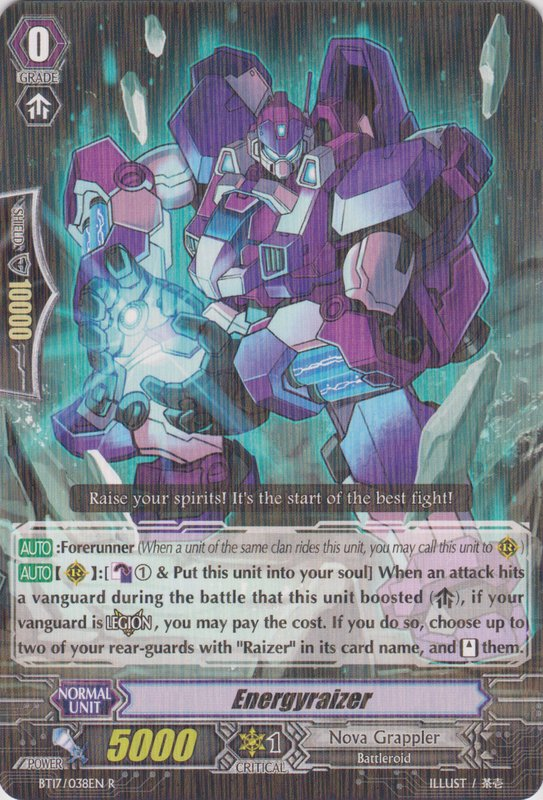 0
GRADE
SHIELD
10000
Raise your spirits! It's the start of the best fight!
AUTO:Forerunner (When a unit of the same clan rides this unit, you may call this unit to R)
AUTO【R】:[① & Put this unit into your soul] When an attack hits
a vanguard during the battle that this unit boosted (), if your
vanguard is LEGION, you may pay the cost. If you do so, choose up to
two of your rear-guards with "Raizer" in its card name, and them.
NORMAL
UNIT
Energyraizer
POWER
5000
1
CRITICAL
Nova Grappler
Battleroid
BT17/038EN R
ILLUST / 茶壱